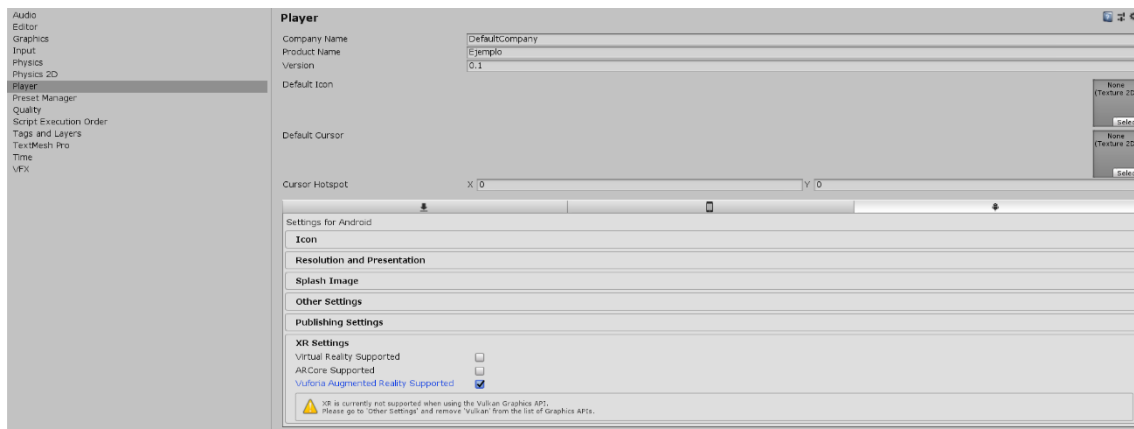 Audio
Editor
Graphics
Input
Physics
Physics 2D
Player
Preset Manager
Quality
Script Execution Order
Tags and Layers
TextMesh Pro
Time
VFX
Player
Company Name DefaultCompany
Product Name Ejemplo
Version 0.1
Default Icon
None
(Texture 2D
Selec
Default Cursor
None
(Texture 2D
Selec
Cursor Hotspot X 0 Y 0
Settings for Android
Icon
Resolution and Presentation
Splash Image
Other Settings
Publishing Settings
XR Settings
Virtual Reality Supported
ARCore Supported
Vuforia Augmented Reality Supported
XR is currently not supported when using the Vulkan Graphics API.
Please go to 'Other Settings' and remove 'Vulkan' from the list of Graphics APIs.